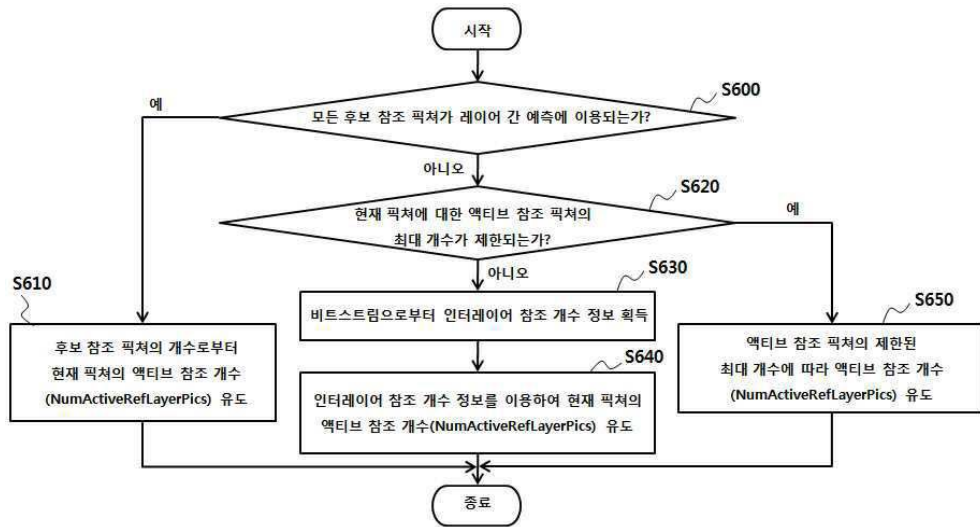 시작
S600
모든 후보 참조 픽쳐가 레이어 간 예측에 이용되는가?
예
아니오
S620
현재 픽쳐에 대한 액티브 참조 픽쳐의
최대 개수가 제한되는가?
예
아니오
S610
후보 참조 픽쳐의 개수로부터
현재 픽쳐의 액티브 참조 개수
(NumActiveRefLayerPics) 유도
S630
비트스트림으로부터 인터레이어 참조 개수 정보 획득
S640
인터레이어 참조 개수 정보를 이용하여 현재 픽쳐의
액티브 참조 개수(NumActiveRefLayerPics) 유도
S650
액티브 참조 픽쳐의 제한된
최대 개수에 따라 액티브 참조 개수
(NumActiveRefLayerPics) 유도
종료